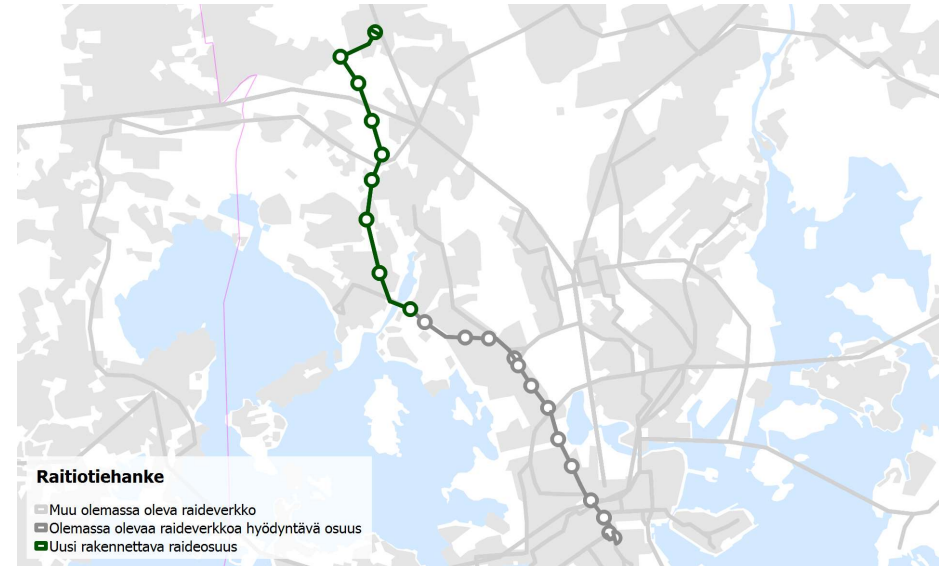 Raitiotiehanke
Muu olemassa oleva raideverkko
Olemassa olevaa raideverkkoa hyödyntävä osuus
Uusi rakennettava raideosuus